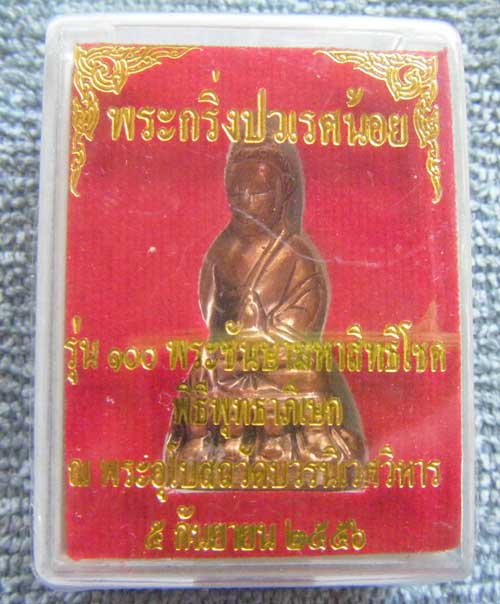 พระกริ่งปวเรศน้อย
รุ่น ๑๐๐ พระชันษามหาสิทธิโชค
พิธีพุทธาภิเษก
ณ พระอุโบสถวัดบวรนิเวศวิหาร
๕ กันยายน ๒๕๕๖